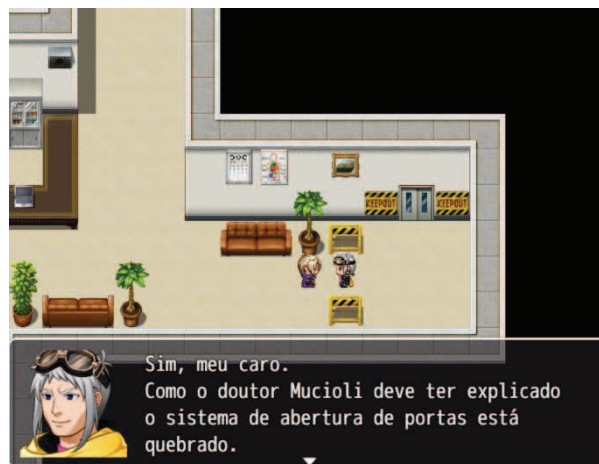 KEEPOUT KEEPOUT
Sim, meu caro.
Como o doutor Mucioli deve ter explicado
o sistema de abertura de portas está
quebrado.